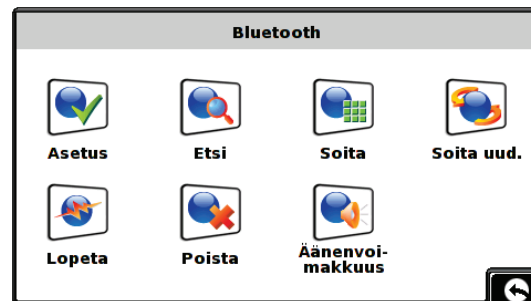 Bluetooth
Asetus
Etsi
Soita
Soita uud.
Lopeta
Poista
Äänenvoi-
makkuus